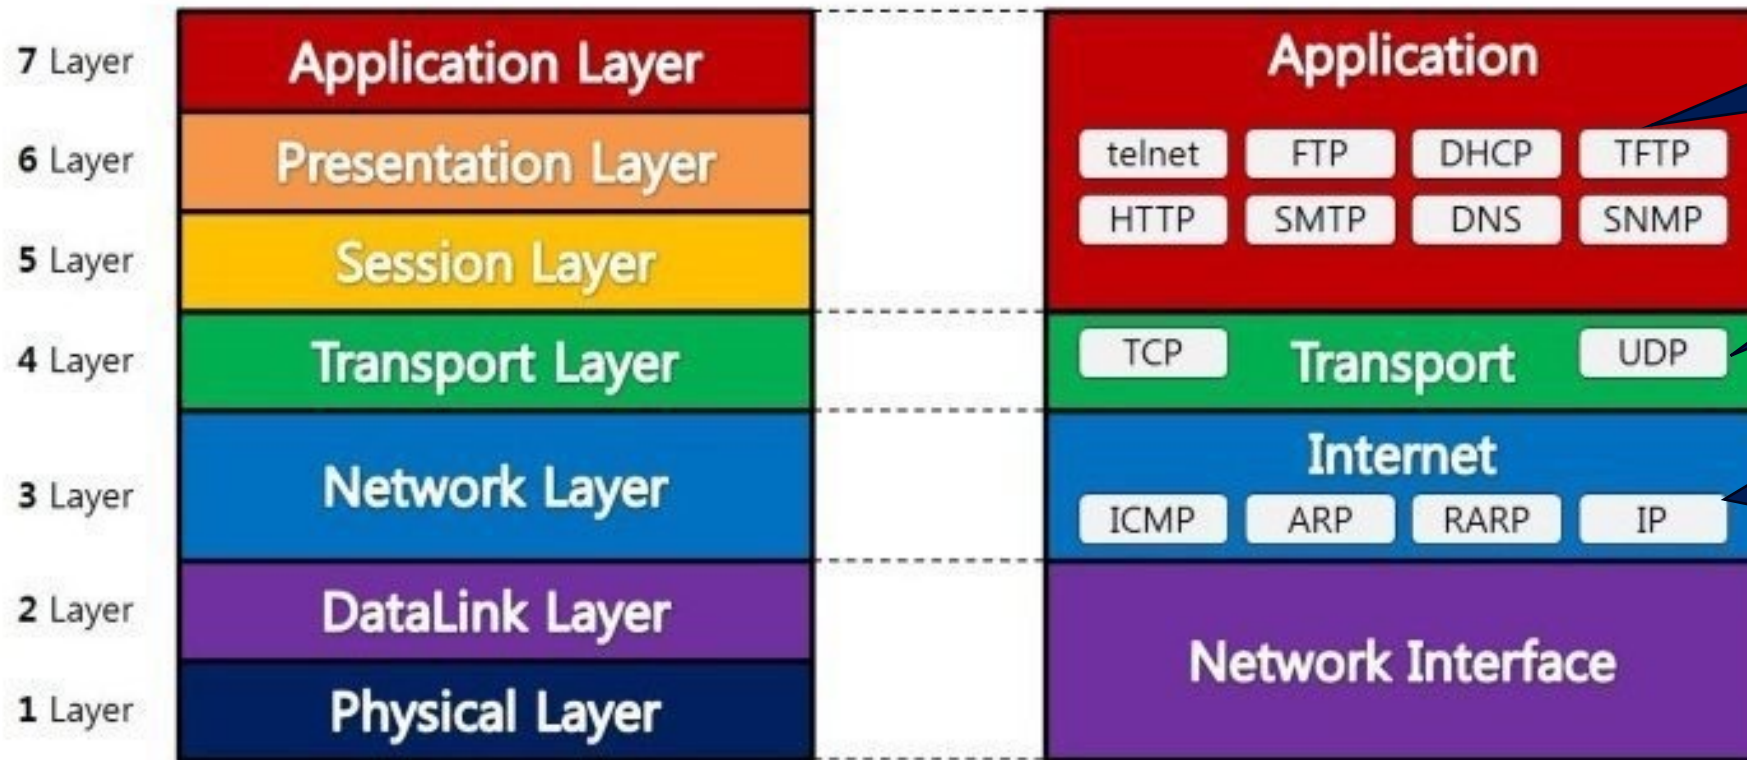 7 Layer
Application Layer
6 Layer
Presentation Layer
5 Layer
Session Layer
4 Layer
Transport Layer
3 Layer
Network Layer
2 Layer
DataLink Layer
1 Layer
Physical Layer
Application
telnet FTP DHCP TFTP
HTTP SMTP DNS SNMP
TCP Transport UDP
Internet
ICMP ARP RARP IP
Network Interface